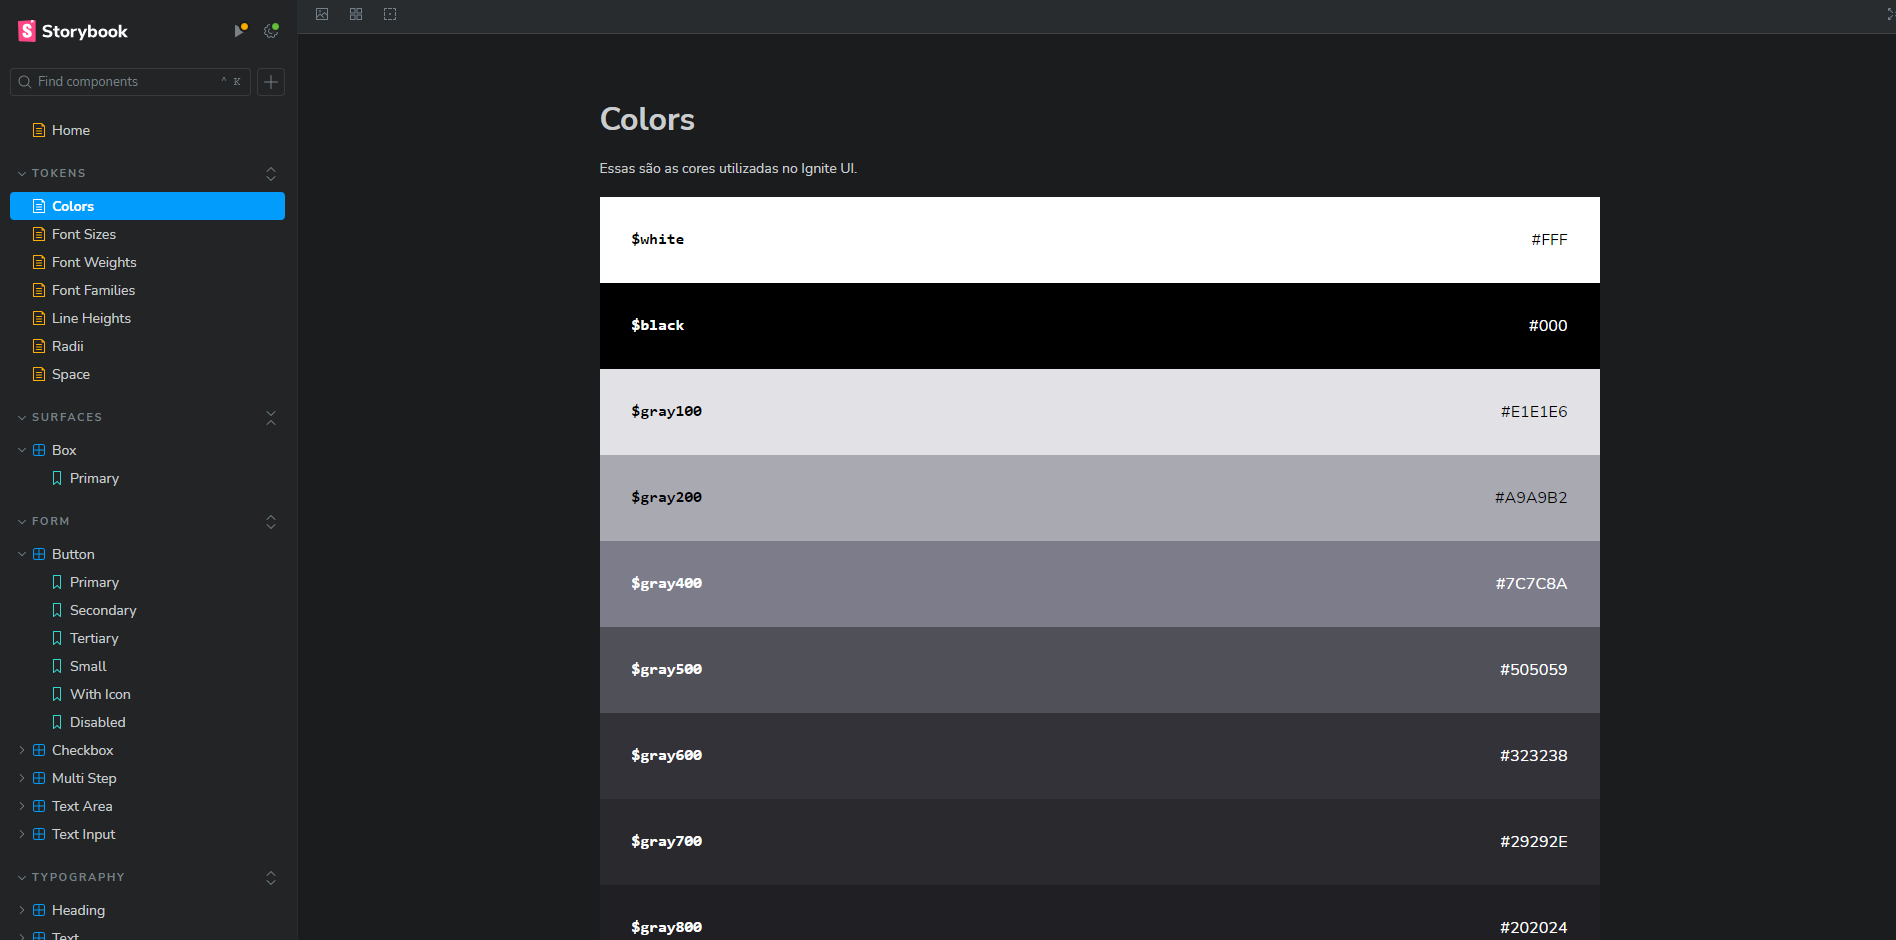 Storybook
Find components
^ K
Home
TOKENS
Colors
Font Sizes
Font Weights
Font Families
Line Heights
Radii
Space
SURFACES
Box
Primary
FORM
Button
Primary
Secondary
Tertiary
Small
With Icon
Disabled
Checkbox
Multi Step
Text Area
Text Input
TYPOGRAPHY
Heading
Text
Colors
Essas são as cores utilizadas no Ignite UI.
$white #FFF
$black #000
$gray100 #E1E1E6
$gray200 #A9A9B2
$gray400 #7C7C8A
$gray500 #505059
$gray600 #323238
$gray700 #29292E
$gray800 #202024